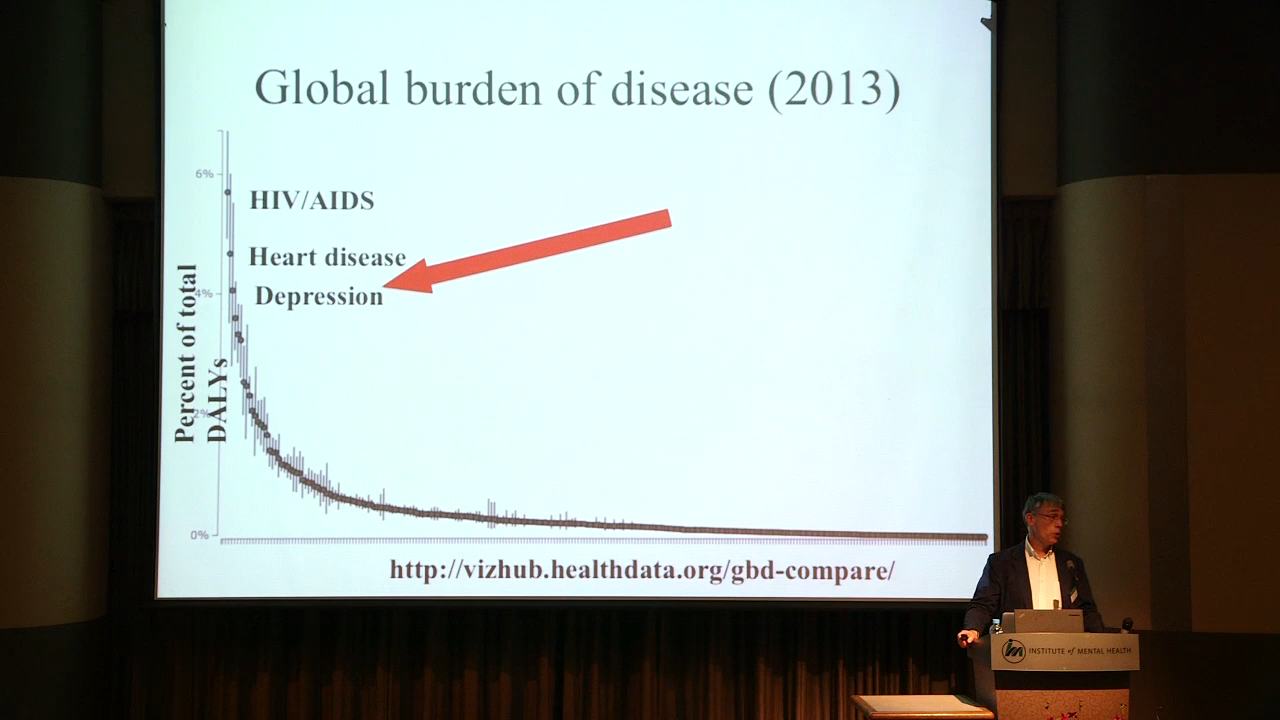 Global burden of disease (2013)
6%
HIV/AIDS
Heart disease
4%
Depression
Percent of total
DALYs
2%
0%
http://vizhub.healthdata.org/gbd-compare/
INSTITUTE of MENTAL HEALTH